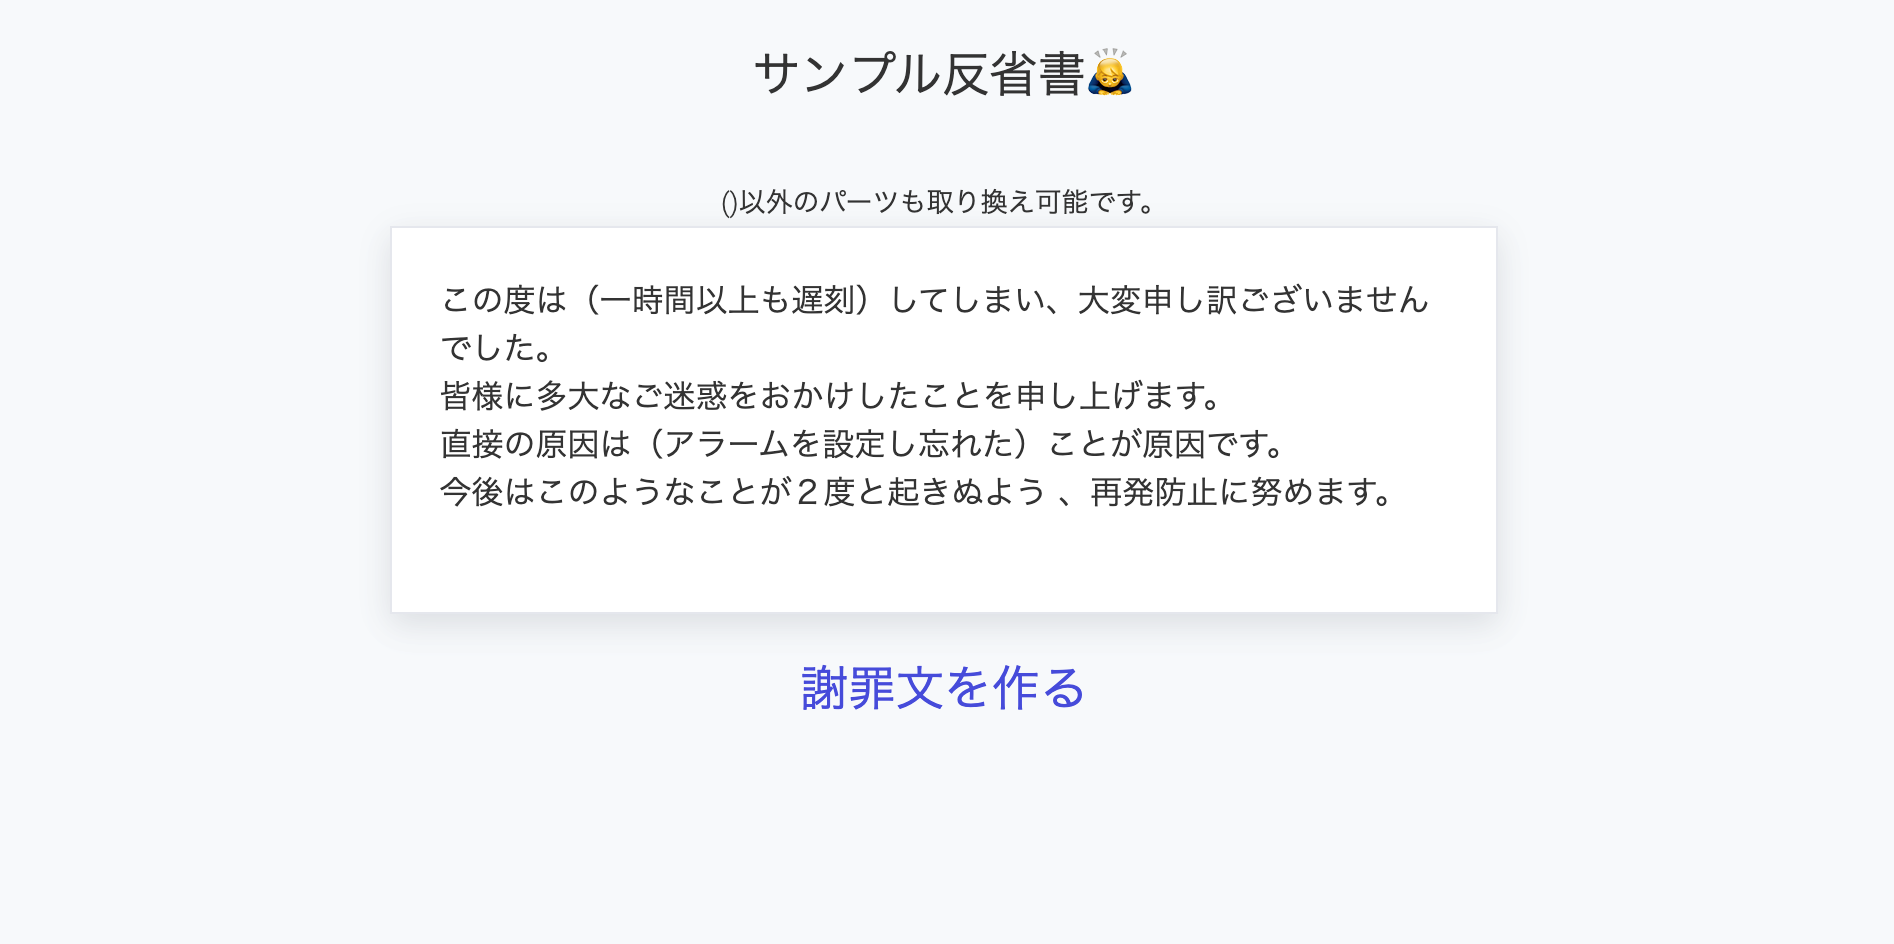 サンプル反省書🙇
()以外のパーツも取り換え可能です。
この度は（一時間以上も遅刻）してしまい、大変申し訳ございません
でした。
皆様に多大なご迷惑をおかけしたことを申し上げます。
直接の原因は（アラームを設定し忘れた）ことが原因です。
今後はこのようなことが２度と起きぬよう 、再発防止に努めます。
謝罪文を作る